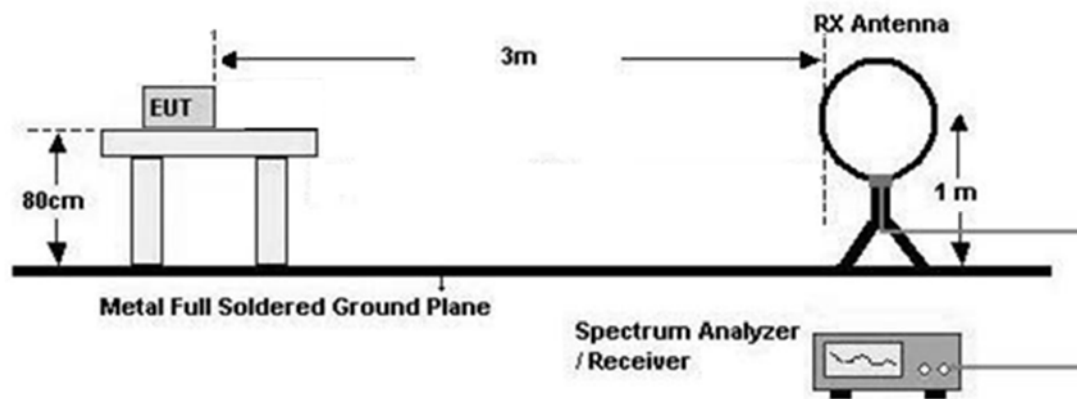 RX Antenna
3m
EUT
80cm
1 m
Metal Full Soldered Ground Plane
Spectrum Analyzer
/ Receiver